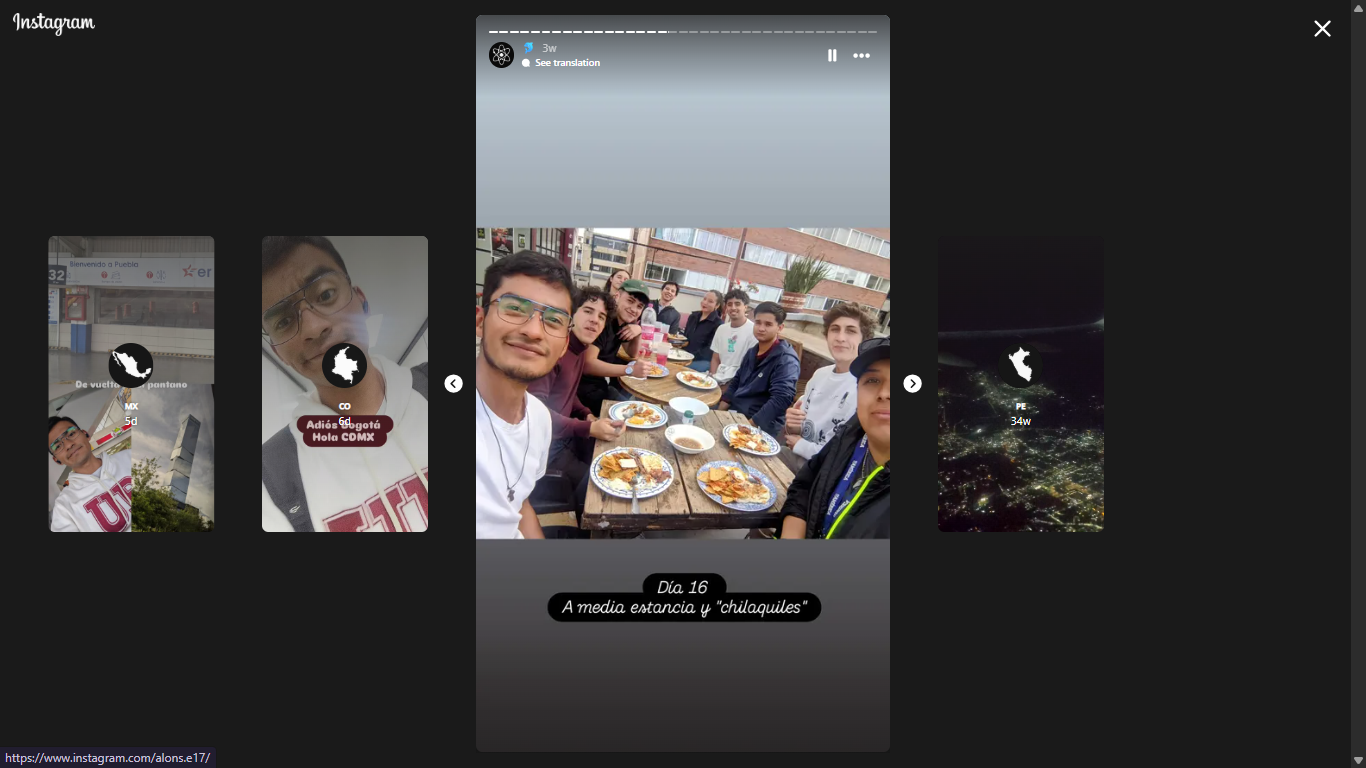 Instagram
3w
See translation
Bienvenido a Puebla
32
er
De vuelta
pantano
MX
5d
CO
6d
Adiós Bogotá
Hola CDMX
PE
34w
Día 16
A media estancia y "chilaquiles"
https://www.instagram.com/alons.e17/